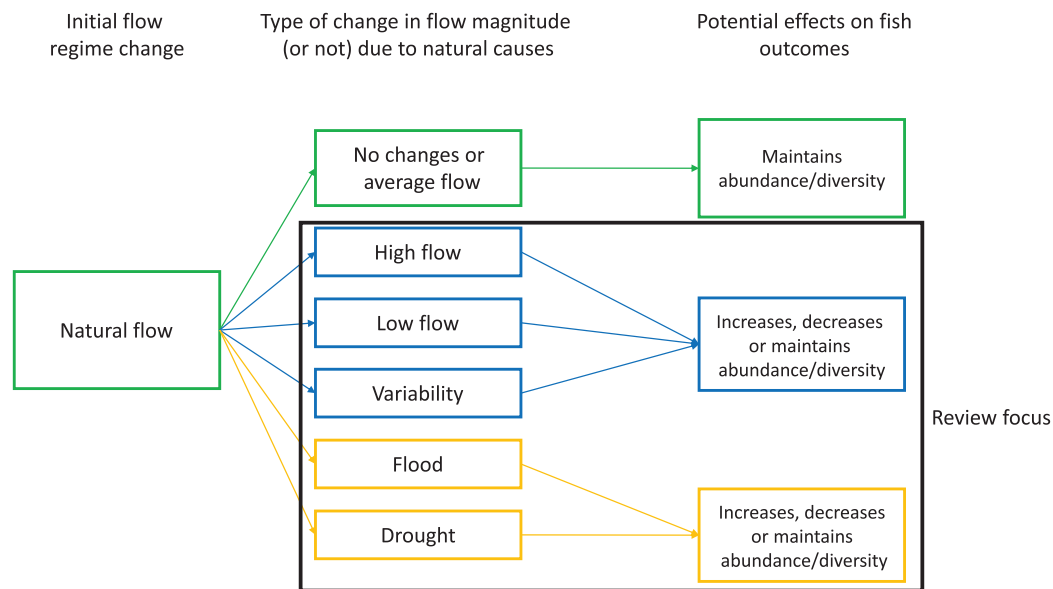 Initial flow
regime change
Type of change in flow magnitude
(or not) due to natural causes
Potential effects on fish
outcomes
No changes or
average flow
Maintains
abundance/diversity
High flow
Natural flow
Low flow
Increases, decreases
or maintains
abundance/diversity
Variability
Review focus
Flood
Drought
Increases, decreases
or maintains
abundance/diversity